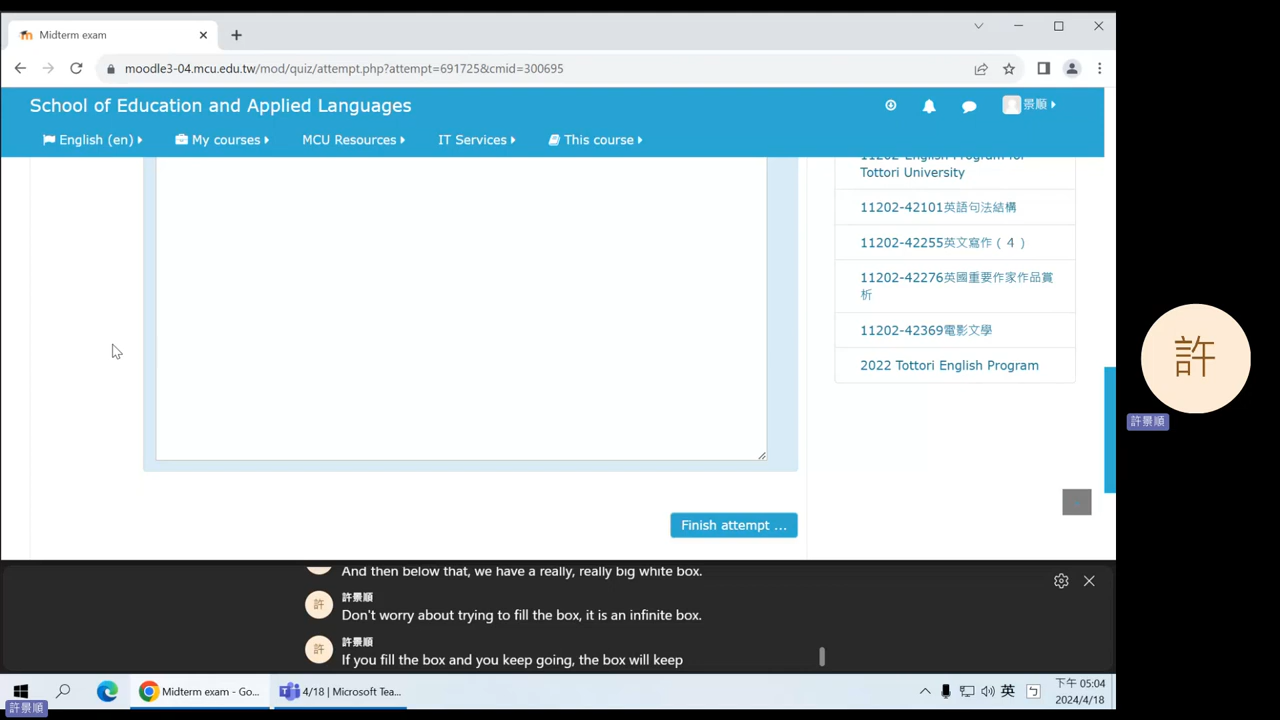 Midterm exam
moodle3-04.mcu.edu.tw/mod/quiz/attempt.php?attempt=691725&cmid=300695
School of Education and Applied Languages
景順
English (en)
My courses
MCU Resources
IT Services
This course
11202-English Program for
Tottori University
11202-42101英語句法結構
11202-42255英文寫作（４）
11202-42276英國重要作家作品賞
析
11202-42369電影文學
2022 Tottori English Program
Finish attempt ...
許
許景順
And then below that, we have a really, really big white box.
許
許景順
Don't worry about trying to fill the box, it is an infinite box.
許
許景順
If you fill the box and you keep going, the box will keep
Midterm exam - Go...
4/18 | Microsoft Tea...
英
ㄅ
下午 05:04
2024/4/18
許景順